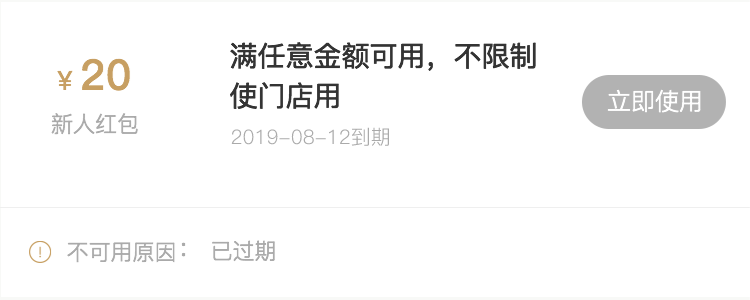 ¥ 20
新人红包
满任意金额可用，不限制
使门店用
2019-08-12到期
立即使用
不可用原因： 已过期